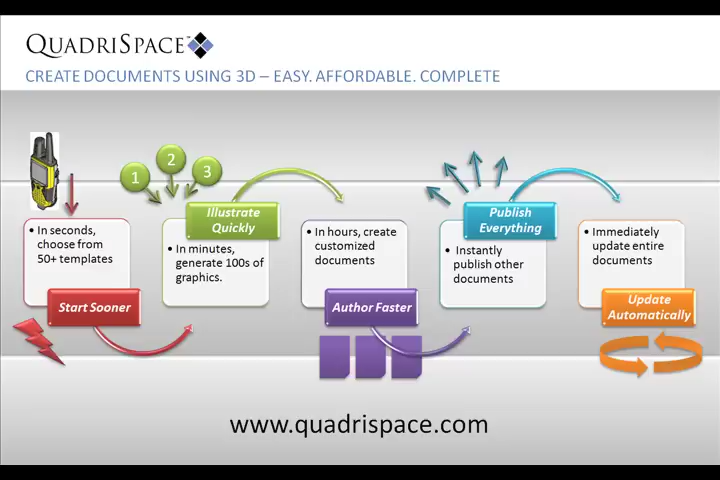 QUADRISPACE™
CREATE DOCUMENTS USING 3D – EASY. AFFORDABLE. COMPLETE
• In seconds,
choose from
50+ templates
Start Sooner
1
2
3
Illustrate
Quickly
• In minutes,
generate 100s of
graphics.
• In hours, create
customized
documents
Author Faster
Publish
Everything
• Instantly
publish other
documents
• Immediately
update entire
documents
Update
Automatically
www.quadrispace.com